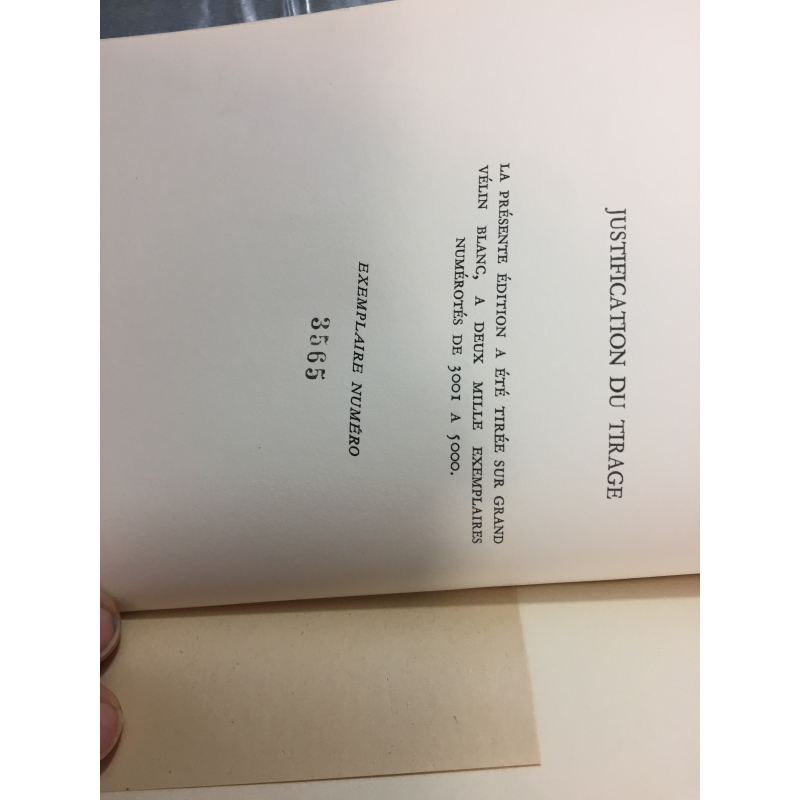 JUSTIFICATION DU TIRAGE
LA PRÉSENTE ÉDITION A ÉTÉ TIRÉE SUR GRAND
VÉLIN BLANC, A DEUX MILLE EXEMPLAIRES
NUMÉROTÉS DE 3001 A 5000.
EXEMPLAIRE NUMÉRO
3565